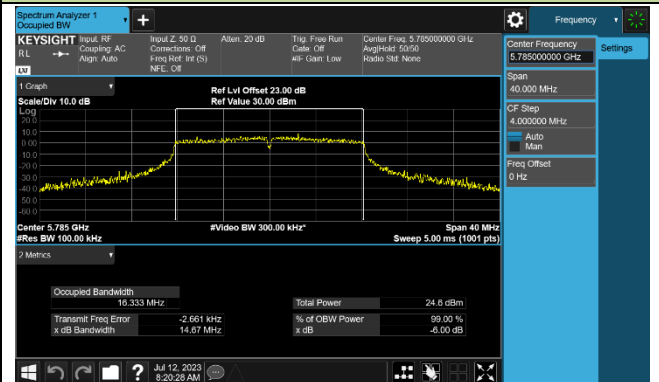 Spectrum Analyzer 1
Occupied BW
Frequency
KEYSIGHT
RL
LXI
Input: RF
Coupling: AC
Align: Auto
Input Z: 50 Ω
Corrections: Off
Freq Ref: Int (S)
NFE: Off
Atten: 20 dB
Trig: Free Run
Gate: Off
#IF Gain: Low
Center Freq: 5.785000000 GHz
Avg|Hold: 50/50
Radio Std: None
Center Frequency
5.785000000 GHz
Settings
Span
40.000 MHz
CF Step
4.000000 MHz
Auto
Man
Freq Offset
0 Hz
1 Graph
Scale/Div 10.0 dB
Ref Lvl Offset 23.00 dB
Ref Value 30.00 dBm
Log
20.0
10.0
0.00
-10.0
-20.0
-30.0
-40.0
-50.0
-60.0
Center 5.785 GHz
#Video BW 300.00 kHz*
Span 40 MHz
#Res BW 100.00 kHz
Sweep 5.00 ms (1001 pts)
2 Metrics
Occupied Bandwidth
16.333 MHz
Total Power 24.6 dBm
Transmit Freq Error -2.661 kHz
% of OBW Power 99.00 %
x dB Bandwidth 14.67 MHz
x dB -6.00 dB
Jul 12, 2023
8:20:28 AM